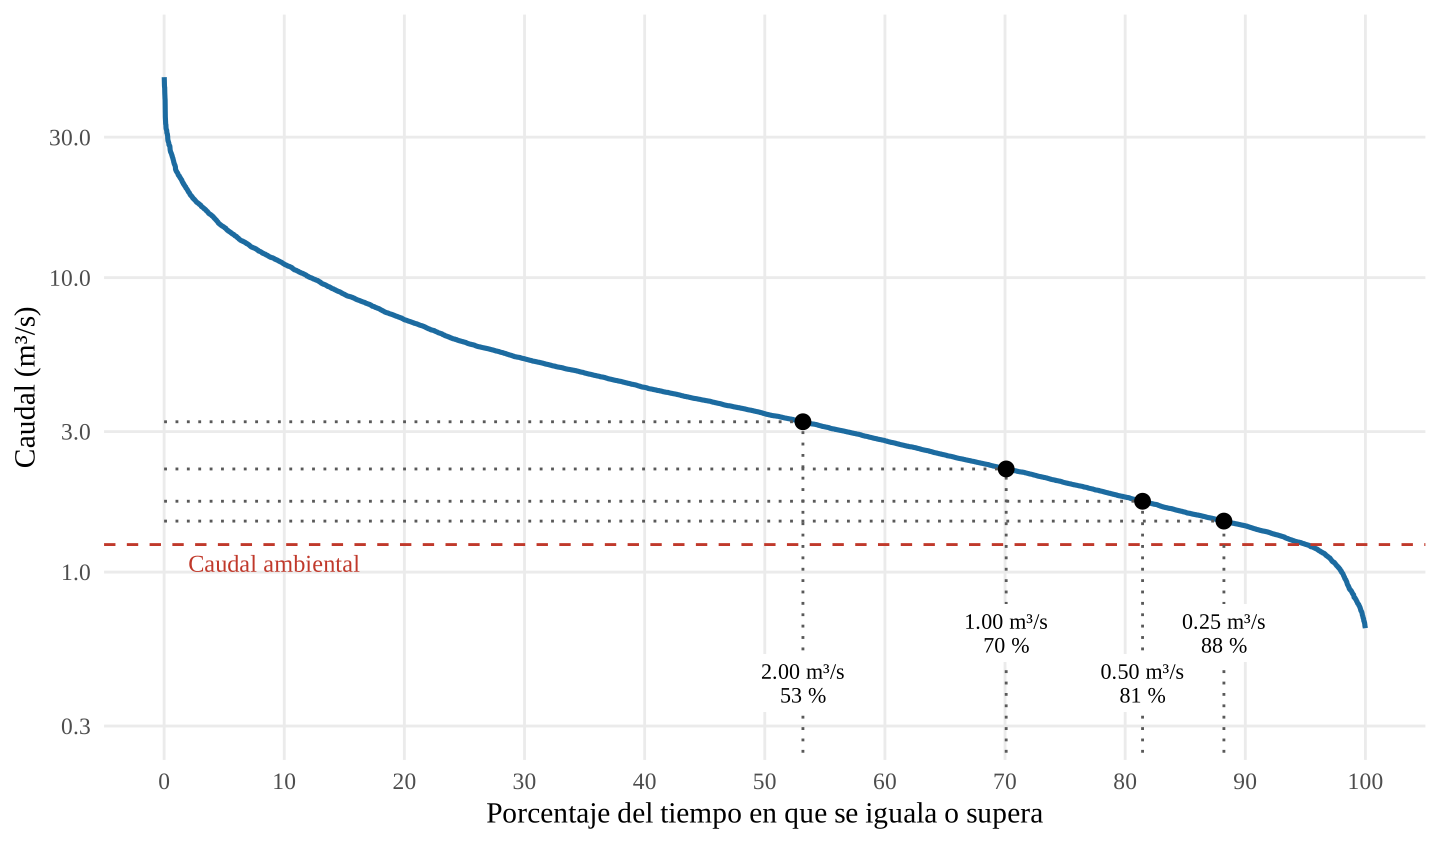 30.0
10.0
3.0
1.0
0.3
Caudal (m³/s)
Caudal ambiental
2.00 m³/s
53 %
1.00 m³/s
70 %
0.50 m³/s
81 %
0.25 m³/s
88 %
0 10 20 30 40 50 60 70 80 90 100
Porcentaje del tiempo en que se iguala o supera